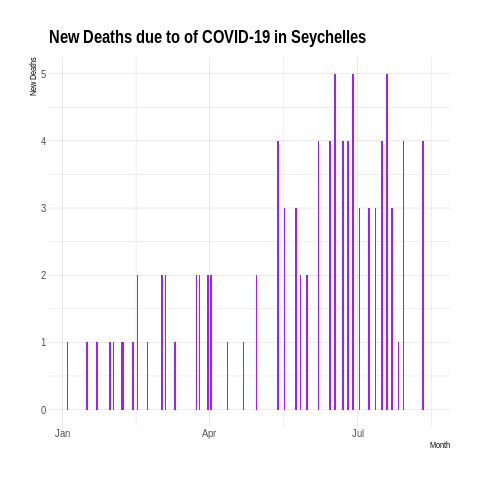 New Deaths due to of COVID-19 in Seychelles
New Deaths
5
4
3
2
1
0
Jan
Apr
Jul
Month